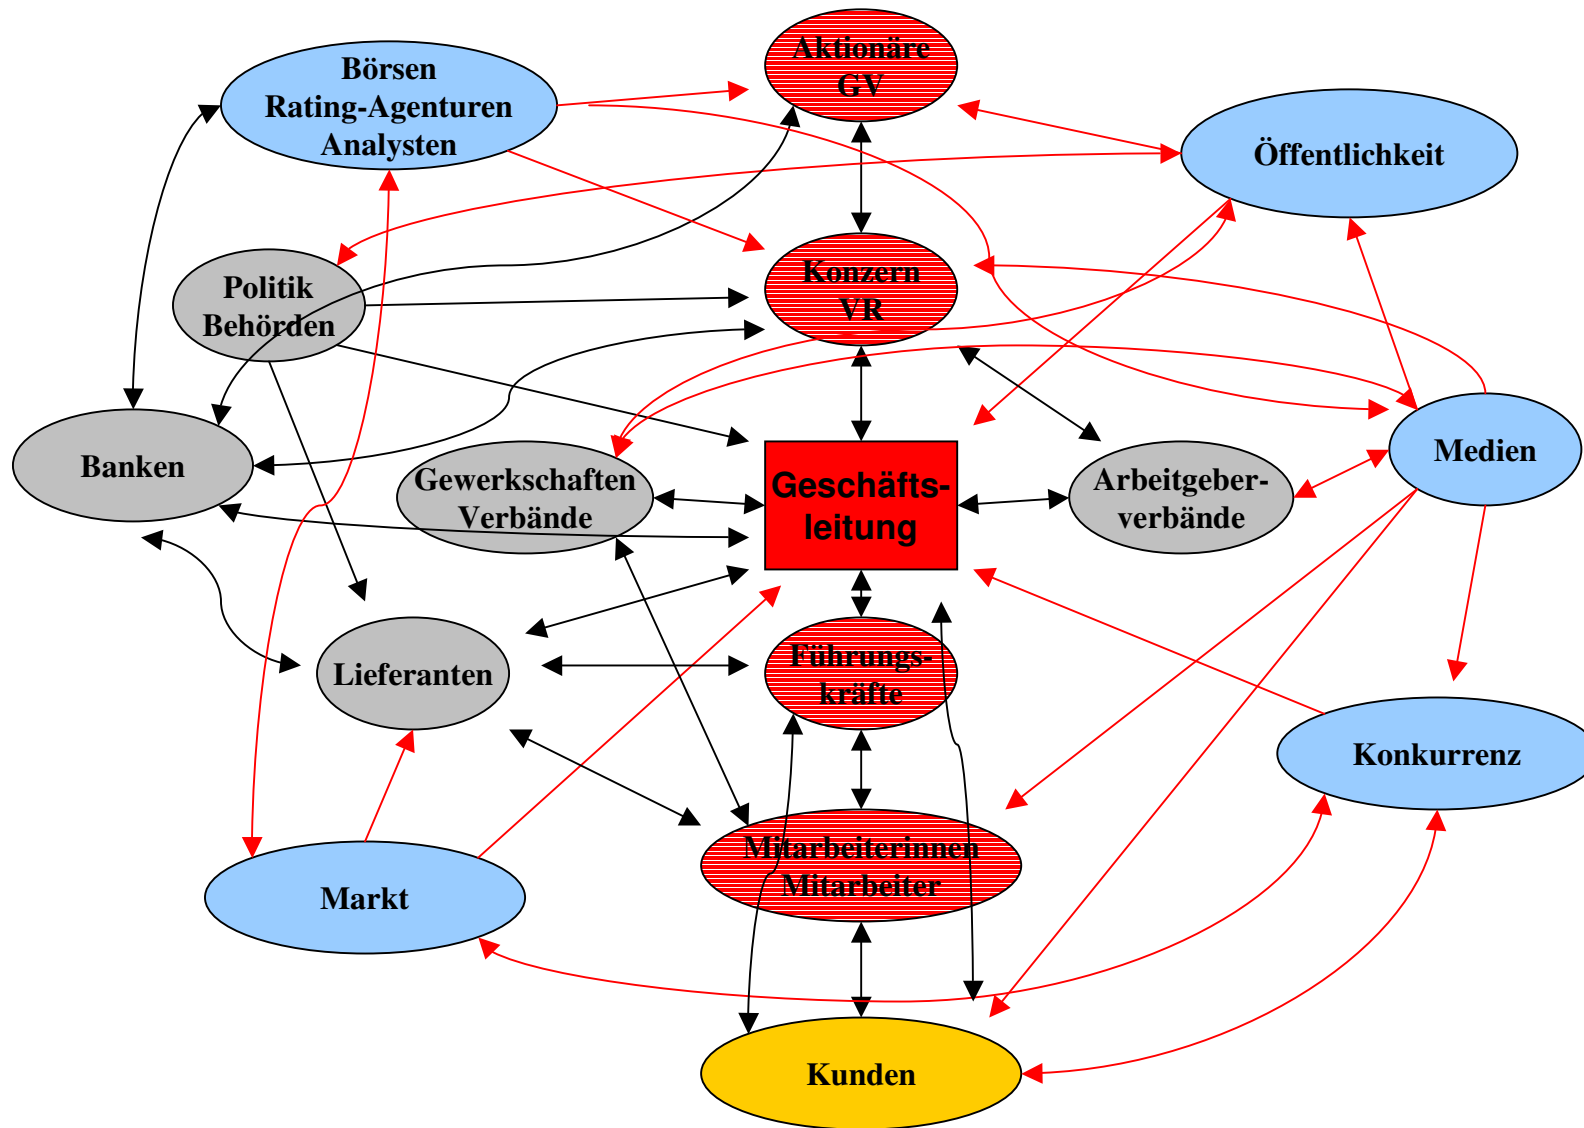 Aktionäre
GV
Börsen
Rating-Agenturen
Analysten
Öffentlichkeit
Politik
Behörden
Konzern
VR
Banken
Gewerkschaften
Verbände
Geschäfts-
leitung
Arbeitgeber-
verbände
Medien
Lieferanten
Führungs-
kräfte
Konkurrenz
Markt
Mitarbeiterinnen
Mitarbeiter
Kunden